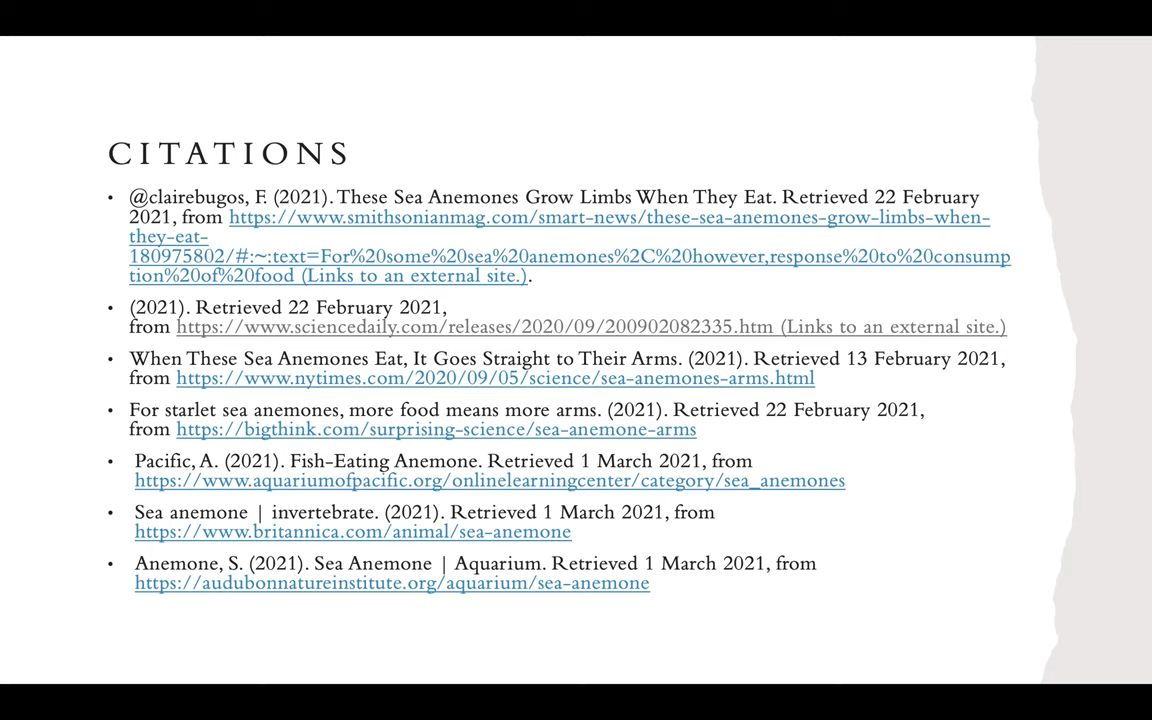 CITATIONS
• @clairebugos, F. (2021). These Sea Anemones Grow Limbs When They Eat. Retrieved 22 February
2021, from https://www.smithsonianmag.com/smart-news/these-sea-anemones-grow-limbs-when-
they-eat-
180975802/#:~:text=For%20some%20sea%20anemones%2C%20however,response%20to%20consump
tion%20of%20food (Links to an external site.).
• (2021). Retrieved 22 February 2021,
from https://www.sciencedaily.com/releases/2020/09/200902082335.htm (Links to an external site.)
• When These Sea Anemones Eat, It Goes Straight to Their Arms. (2021). Retrieved 13 February 2021,
from https://www.nytimes.com/2020/09/05/science/sea-anemones-arms.html
• For starlet sea anemones, more food means more arms. (2021). Retrieved 22 February 2021,
from https://bigthink.com/surprising-science/sea-anemone-arms
• Pacific, A. (2021). Fish-Eating Anemone. Retrieved 1 March 2021, from
https://www.aquariumofpacific.org/onlinelearningcenter/category/sea_anemones
• Sea anemone | invertebrate. (2021). Retrieved 1 March 2021, from
https://www.britannica.com/animal/sea-anemone
• Anemone, S. (2021). Sea Anemone | Aquarium. Retrieved 1 March 2021, from
https://audubonnatureinstitute.org/aquarium/sea-anemone